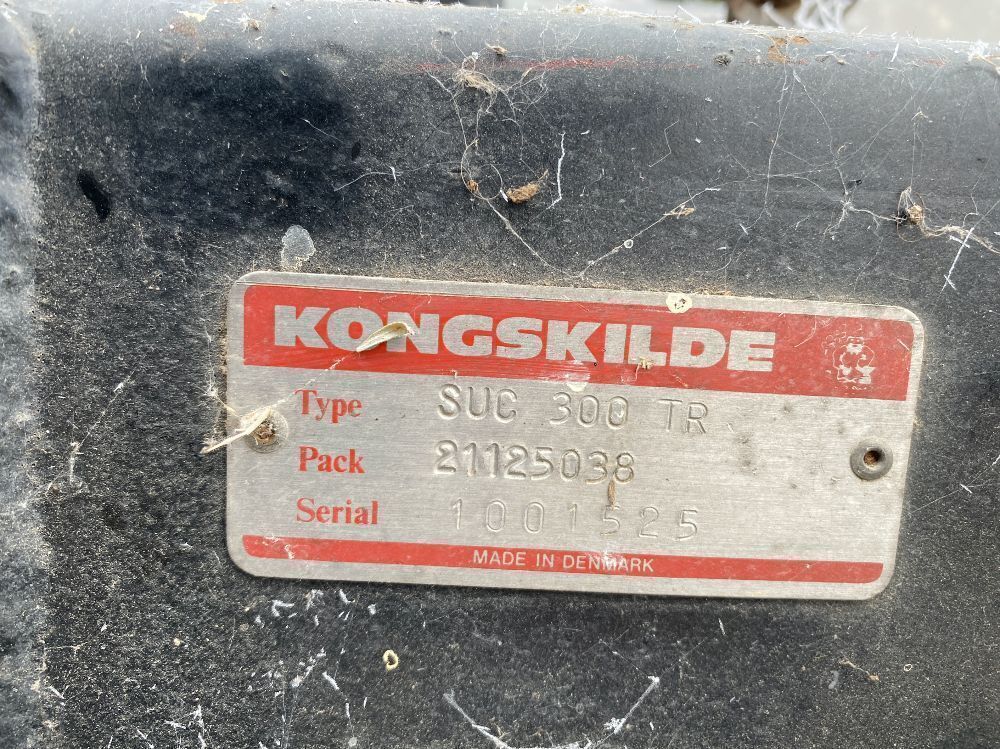 KONGSKILDE
Type SUC 300 TR
Pack 21125038
Serial 1001525
MADE IN DENMARK